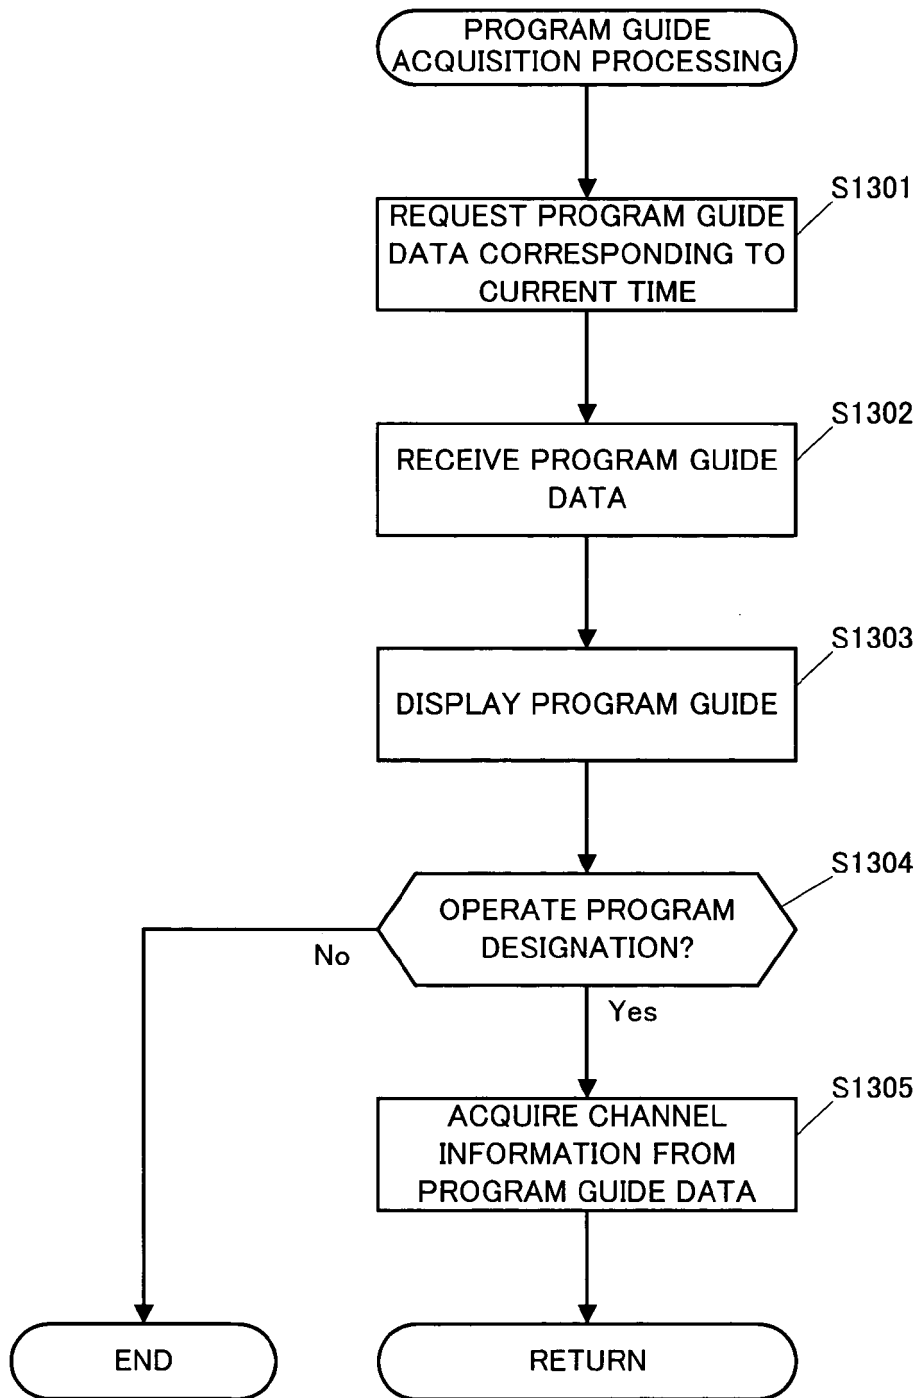 PROGRAM GUIDE
ACQUISITION PROCESSING
S1301
REQUEST PROGRAM GUIDE
DATA CORRESPONDING TO
CURRENT TIME
S1302
RECEIVE PROGRAM GUIDE
DATA
S1303
DISPLAY PROGRAM GUIDE
S1304
OPERATE PROGRAM
DESIGNATION?
No
Yes
S1305
ACQUIRE CHANNEL
INFORMATION FROM
PROGRAM GUIDE DATA
END
RETURN